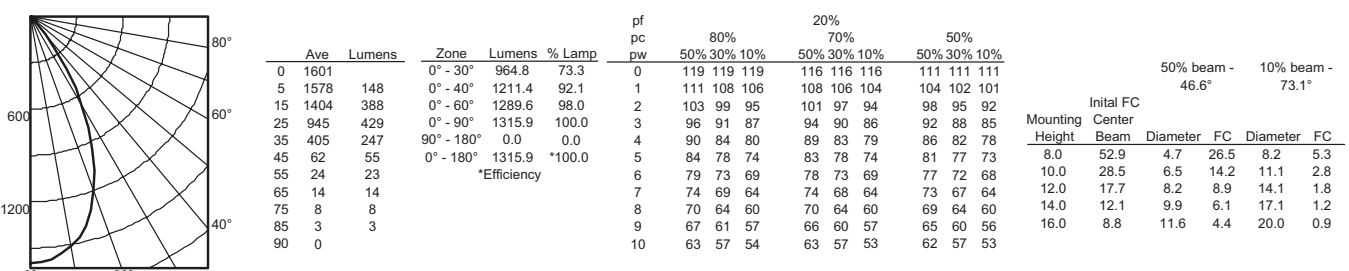 80°
60°
40°
600
1200
Ave Lumens
0 1601
5 1578 148
15 1404 388
25 945 429
35 405 247
45 62 55
55 24 23
65 14 14
75 8 8
85 3 3
90 0
Zone Lumens % Lamp
0° - 30° 964.8 73.3
0° - 40° 1211.4 92.1
0° - 60° 1289.6 98.0
0° - 90° 1315.9 100.0
90° - 180° 0.0 0.0
0° - 180° 1315.9 *100.0
*Efficiency
pf 20%
pc 80% 70% 50%
pw 50% 30% 10% 50% 30% 10% 50% 30% 10%
0 119 119 119 116 116 116 111 111 111
1 111 108 106 108 106 104 104 102 101
2 103 99 95 101 97 94 98 95 92
3 96 91 87 94 90 86 92 88 85
4 90 84 80 89 83 79 86 82 78
5 84 78 74 83 78 74 81 77 73
6 79 73 69 78 73 69 77 72 68
7 74 69 64 74 68 64 73 67 64
8 70 64 60 70 64 60 69 64 60
9 67 61 57 66 60 57 65 60 56
10 63 57 54 63 57 53 62 57 53
50% beam - 10% beam -
46.6° 73.1°
Inital FC
Mounting Center
Height Beam Diameter FC Diameter FC
8.0 52.9 4.7 26.5 8.2 5.3
10.0 28.5 6.5 14.2 11.1 2.8
12.0 17.7 8.2 8.9 14.1 1.8
14.0 12.1 9.9 6.1 17.1 1.2
16.0 8.8 11.6 4.4 20.0 0.9